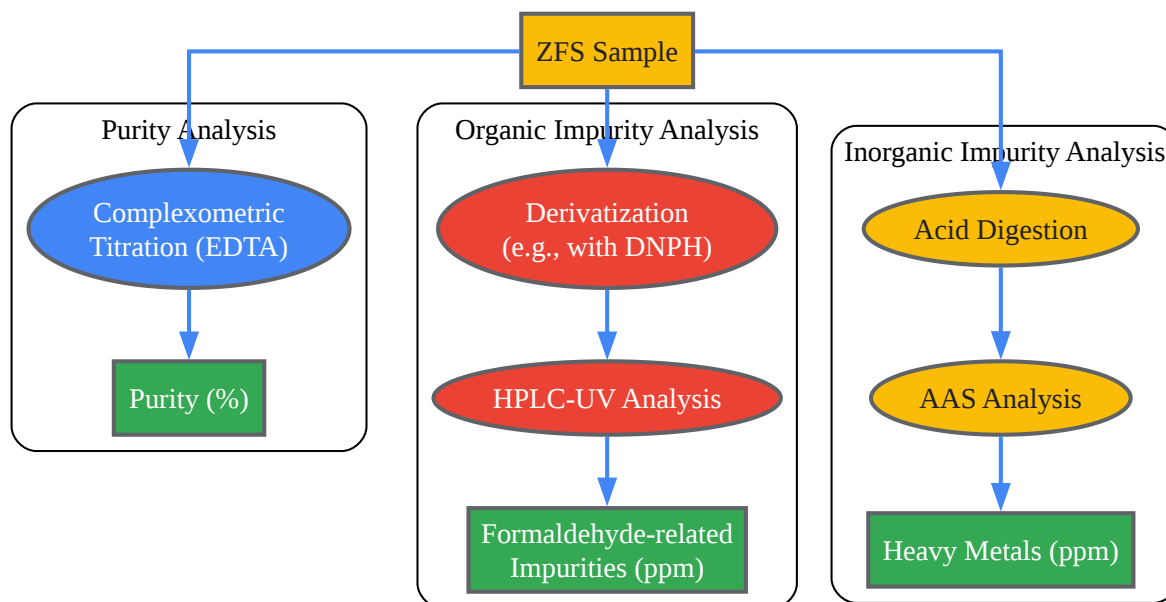 ZFS Sample
Purity Analysis
Complexometric
Titration (EDTA)
Purity (%)
Organic Impurity Analysis
Derivatization
(e.g., with DNPH)
HPLC-UV Analysis
Formaldehyde-related
Impurities (ppm)
Inorganic Impurity Analysis
Acid Digestion
AAS Analysis
Heavy Metals (ppm)